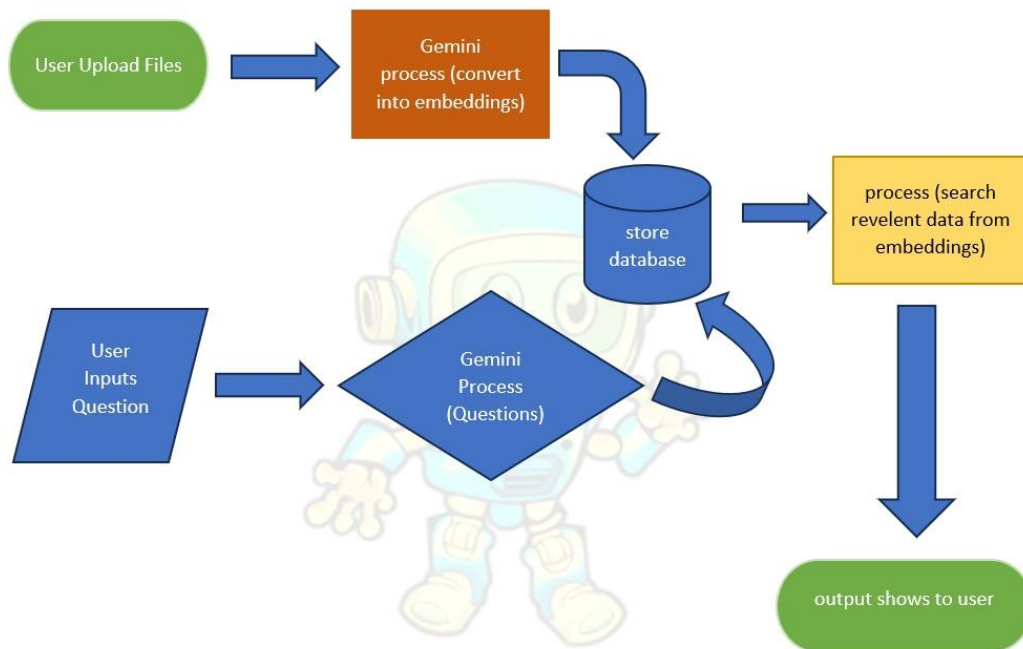 User Upload Files
Gemini
process (convert
into embeddings)
store
database
process (search
revelent data from
embeddings)
User
Inputs
Question
Gemini
Process
(Questions)
output shows to user